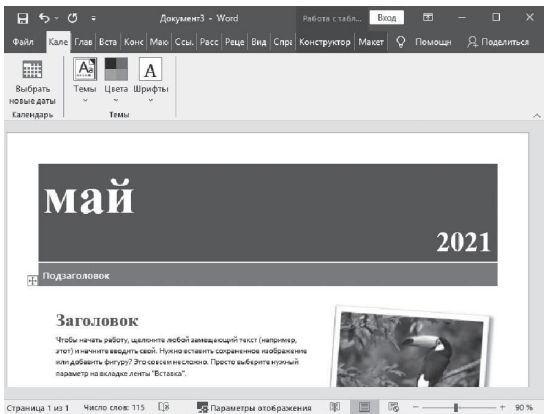 Документ3 - Word
Работа с табл...
Вход
Файл Кале Глав Вста Конс Мак Ссы. Расс Реце Вид Спра Конструктор Макет Помощн Поделиться
Выбрать новые даты
Темы Цвета Шрифты
Календарь Темы
май
2021
Подзаголовок
Заголовок
Чтобы начать работу, щелкните любой замещающий текст (например,
этот) и начните вводить свой. Нужно вставить сохраненное изображение
или добавить фигуру? Это совсем несложно. Просто выберите нужный
параметр на вкладке ленты "Вставка".
Страница 1 из 1 Число слов: 115 Параметры отображения 90 %